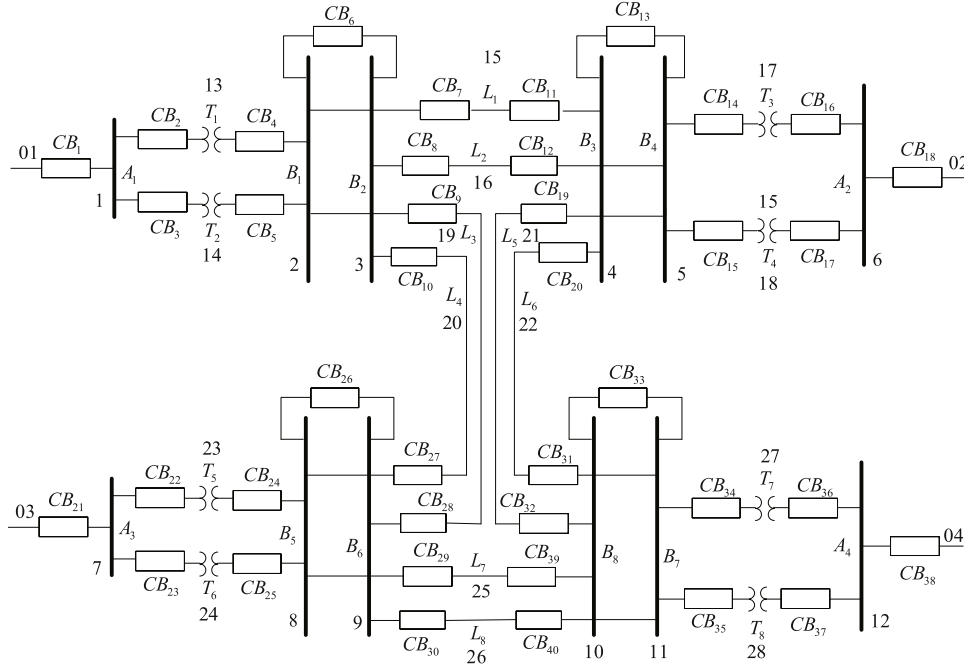 CB₆
CB₁₃
15
13
17
T₁
CB₇
L₁
CB₁₁
CB₁₄
T₃
CB₁₆
CB₂
CB₄
01
CB₁
B₁
B₂
CB₈
L₂
CB₁₂
B₃
B₄
CB₁₈
02
A₁
16
A₂
1
CB₉
CB₁₉
15
CB₃
T₂
CB₅
19
L₃
L₅
21
CB₁₅
T₄
CB₁₇
14
2
3
CB₁₀
CB₂₀
4
5
18
6
L₄
L₆
20
22
CB₂₆
CB₃₃
23
27
T₅
CB₂₇
CB₃₁
T₇
CB₂₂
CB₂₄
CB₃₄
CB₃₆
03
CB₂₁
CB₂₈
CB₃₂
04
A₃
B₅
B₆
B₈
B₇
A₄
7
CB₂₉
L₇
CB₃₉
CB₃₈
CB₂₃
T₆
CB₂₅
25
24
8
9
CB₃₀
L₈
CB₄₀
CB₃₅
T₈
CB₃₇
12
26
10
11
28